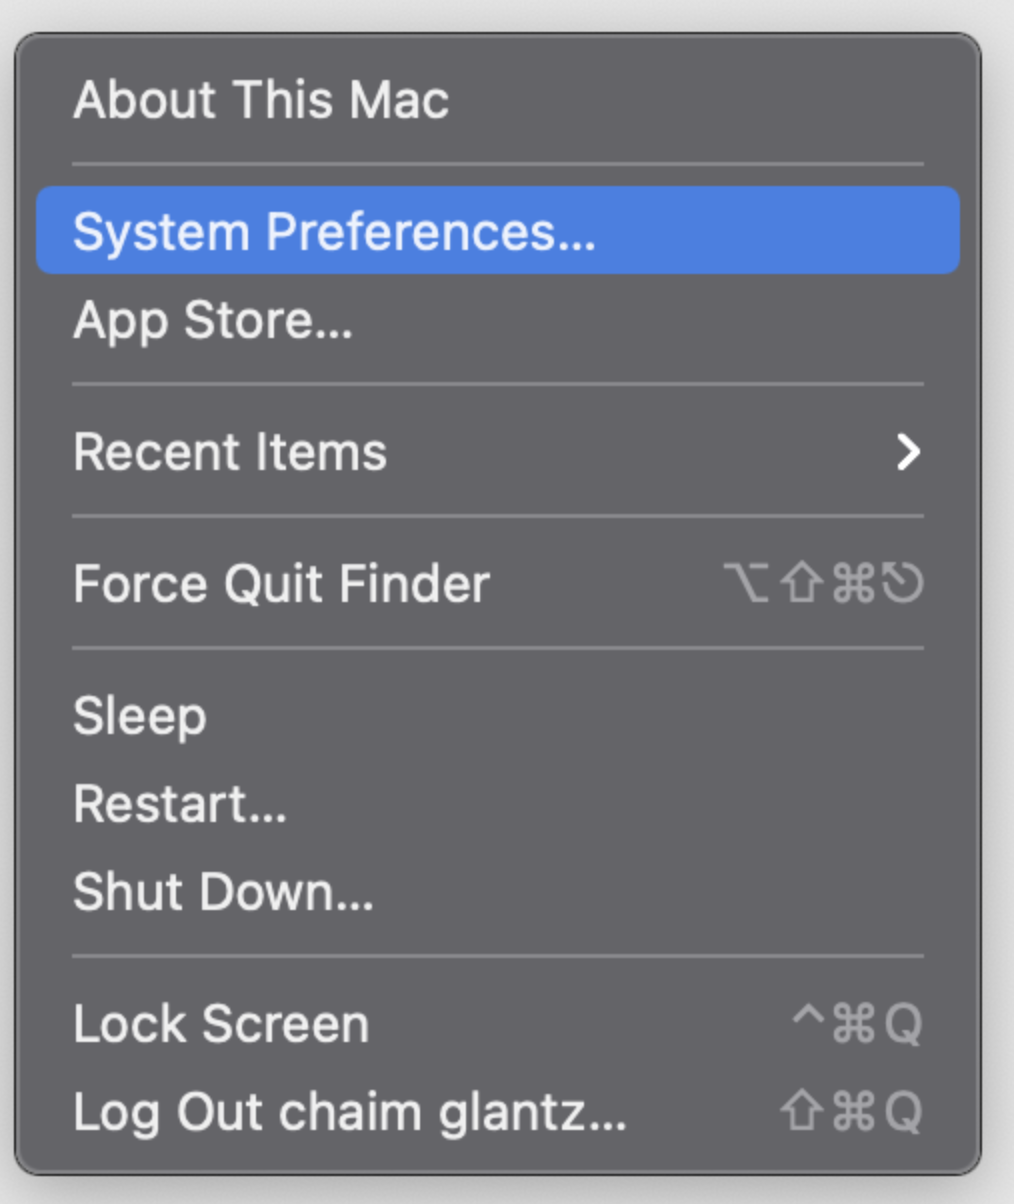 About This Mac
System Preferences...
App Store...
Recent Items
Force Quit Finder ⌥⇧⌘⎋
Sleep
Restart...
Shut Down...
Lock Screen ^⌘Q
Log Out chaim glantz... ⇧⌘Q